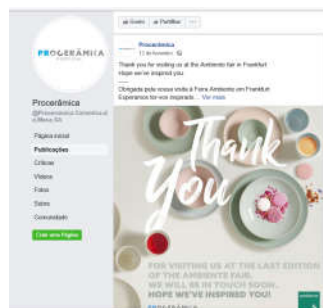 Gosto
Partilhar
PROCERÂMICA
Procerâmica
Thank you for visiting us at the Ambiente fair in Frankfurt
Hope we've inspired you
Obrigada pela vossa visita à Feira Ambiente em Frankfurt
Esperamos ter-vos inspirado... Ver mais
Procerâmica
Página inicial
Publicações
Críticas
Vídeos
Fotos
Sobre
Comunidade
Criar uma Página
Thank
You
FOR VISITING US AT THE LAST EDITION
OF THE AMBIENTE FAIR.
WE WILL BE IN TOUCH SOON..
HOPE WE'VE INSPIRED YOU!